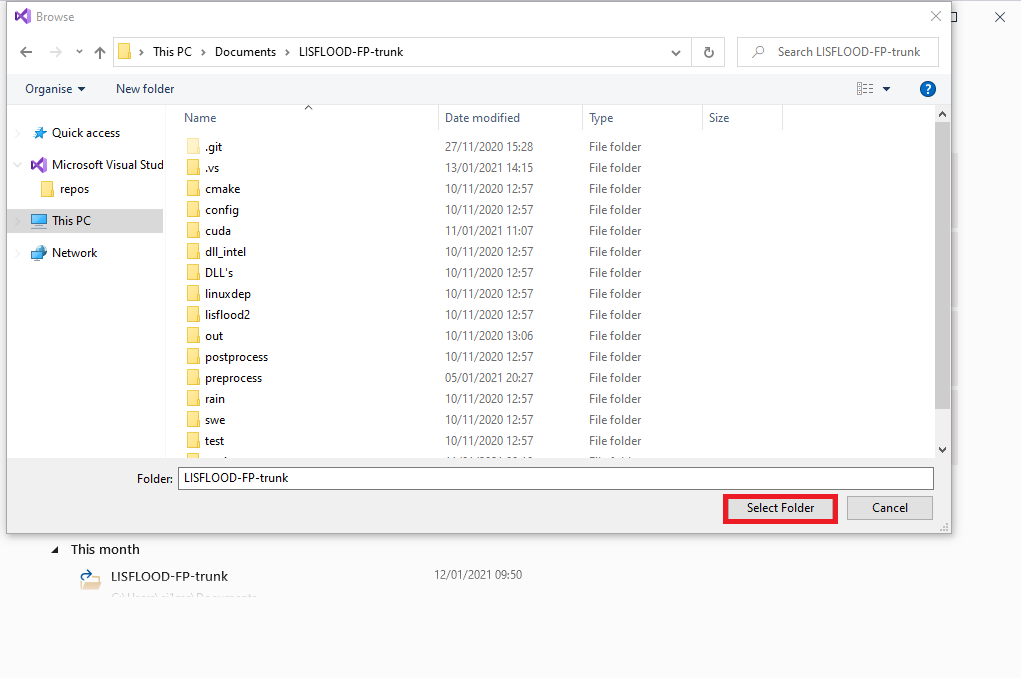 Browse
This PC > Documents > LISFLOOD-FP-trunk
Search LISFLOOD-FP-trunk
Organise
New folder
?
Name Date modified Type Size
Quick access
Microsoft Visual Stud
repos
This PC
Network
.git 27/11/2020 15:28 File folder
.vs 13/01/2021 14:15 File folder
cmake 10/11/2020 12:57 File folder
config 10/11/2020 12:57 File folder
cuda 11/01/2021 11:07 File folder
dll_intel 10/11/2020 12:57 File folder
DLL's 10/11/2020 12:57 File folder
linuxdep 10/11/2020 12:57 File folder
lisflood2 10/11/2020 12:57 File folder
out 10/11/2020 13:06 File folder
postprocess 10/11/2020 12:57 File folder
preprocess 05/01/2021 20:27 File folder
rain 10/11/2020 12:57 File folder
swe 10/11/2020 12:57 File folder
test 10/11/2020 12:57 File folder
Folder: LISFLOOD-FP-trunk
Select Folder Cancel
This month
LISFLOOD-FP-trunk 12/01/2021 09:50